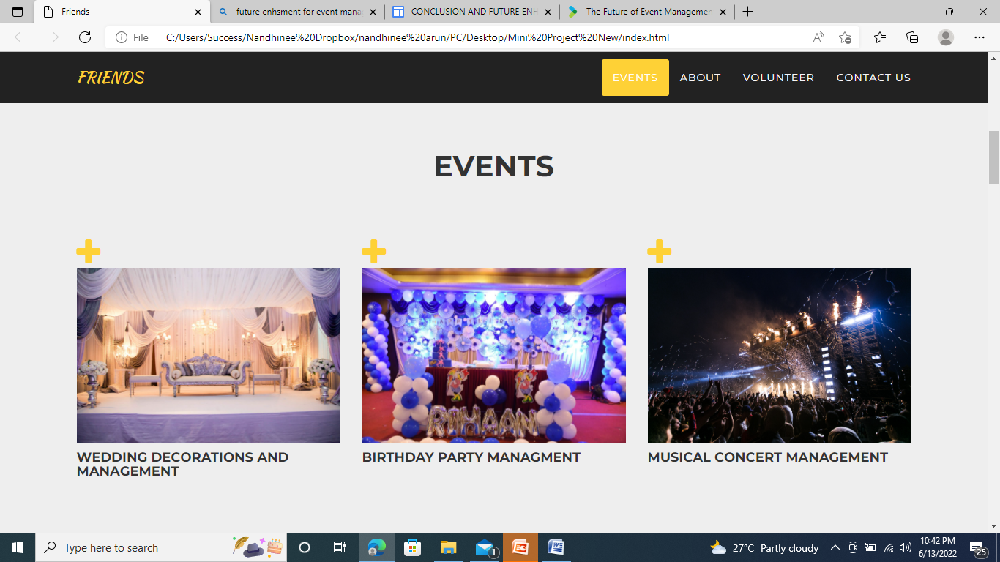 Friends
future enhsment for event mana
CONCLUSION AND FUTURE ENH
The Future of Event Management
File
C:/Users/Success/Nandhinee%20Dropbox/nandhinee%20arun/PC/Desktop/Mini%20Project%20New/index.html
FRIENDS
EVENTS
ABOUT
VOLUNTEER
CONTACT US
EVENTS
RIHAAN
WEDDING DECORATIONS AND
MANAGEMENT
BIRTHDAY PARTY MANAGMENT
MUSICAL CONCERT MANAGEMENT
Type here to search
1
27°C Partly cloudy
10:42 PM
6/13/2022
25